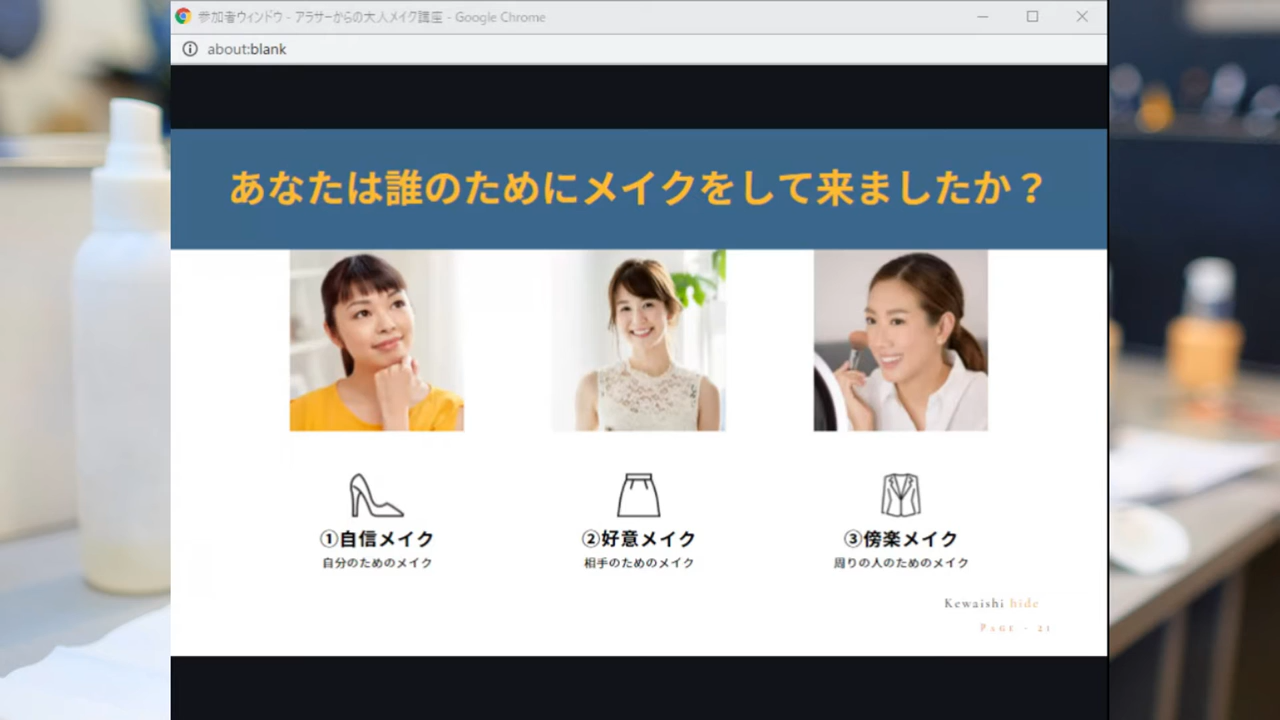 参加者ウィンドウ - アラサーからの大人メイク講座 - Google Chrome
about:blank
あなたは誰のためにメイクをして来ましたか？
①自信メイク
②好意メイク
③傍楽メイク
自分のためのメイク
相手のためのメイク
周りの人のためのメイク
Kewaishi hide
Page - 21